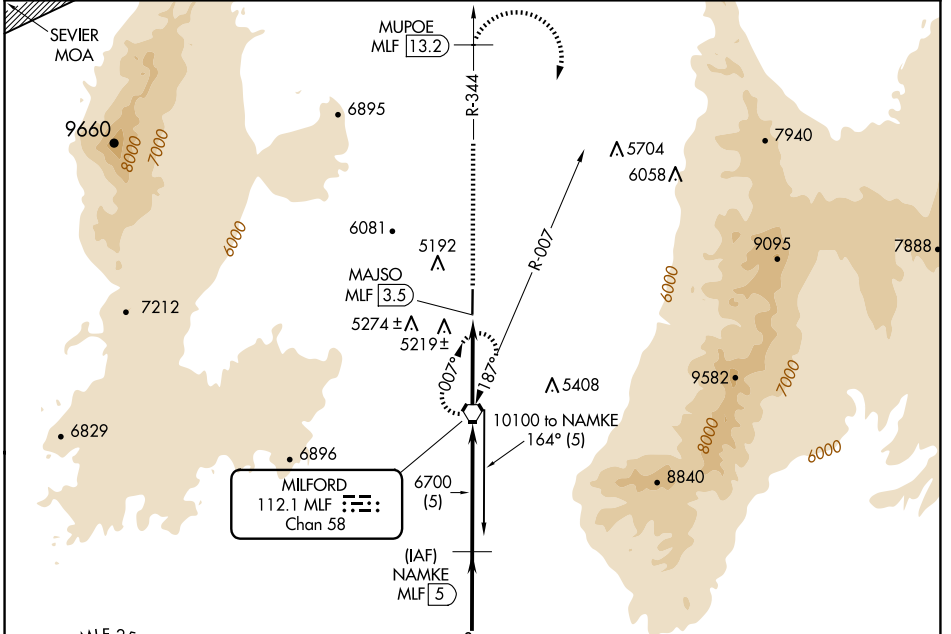 SEVIER
MOA
MUPOE
MLF 13.2
R-344
6895
9660
8000
7000
5704
6058
7940
6000
6081
5192
R-007
9095
7888
MAJSO
MLF 3.5
6000
7212
5274 ±
5219±
007°
187°
5408
9582
7000
10100 to NAMKE
164° (5)
6829
6896
8000
6000
MILFORD
112.1 MLF
Chan 58
6700
(5)
8840
(IAF)
NAMKE
MLF 5